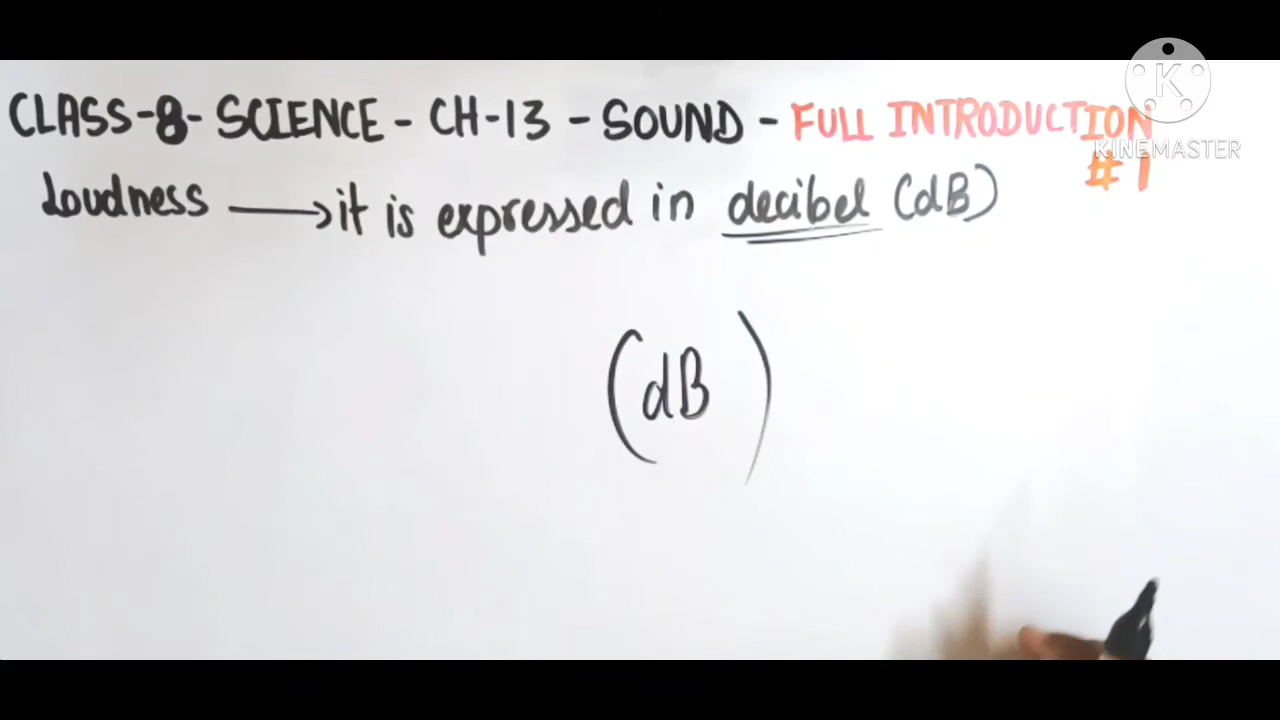 CLASS-8-SCIENCE - CH-13 - SOUND - FULL INTRODUCTION
#1
K
KINEMASTER
Loudness → it is expressed in decibel (dB)
(dB)